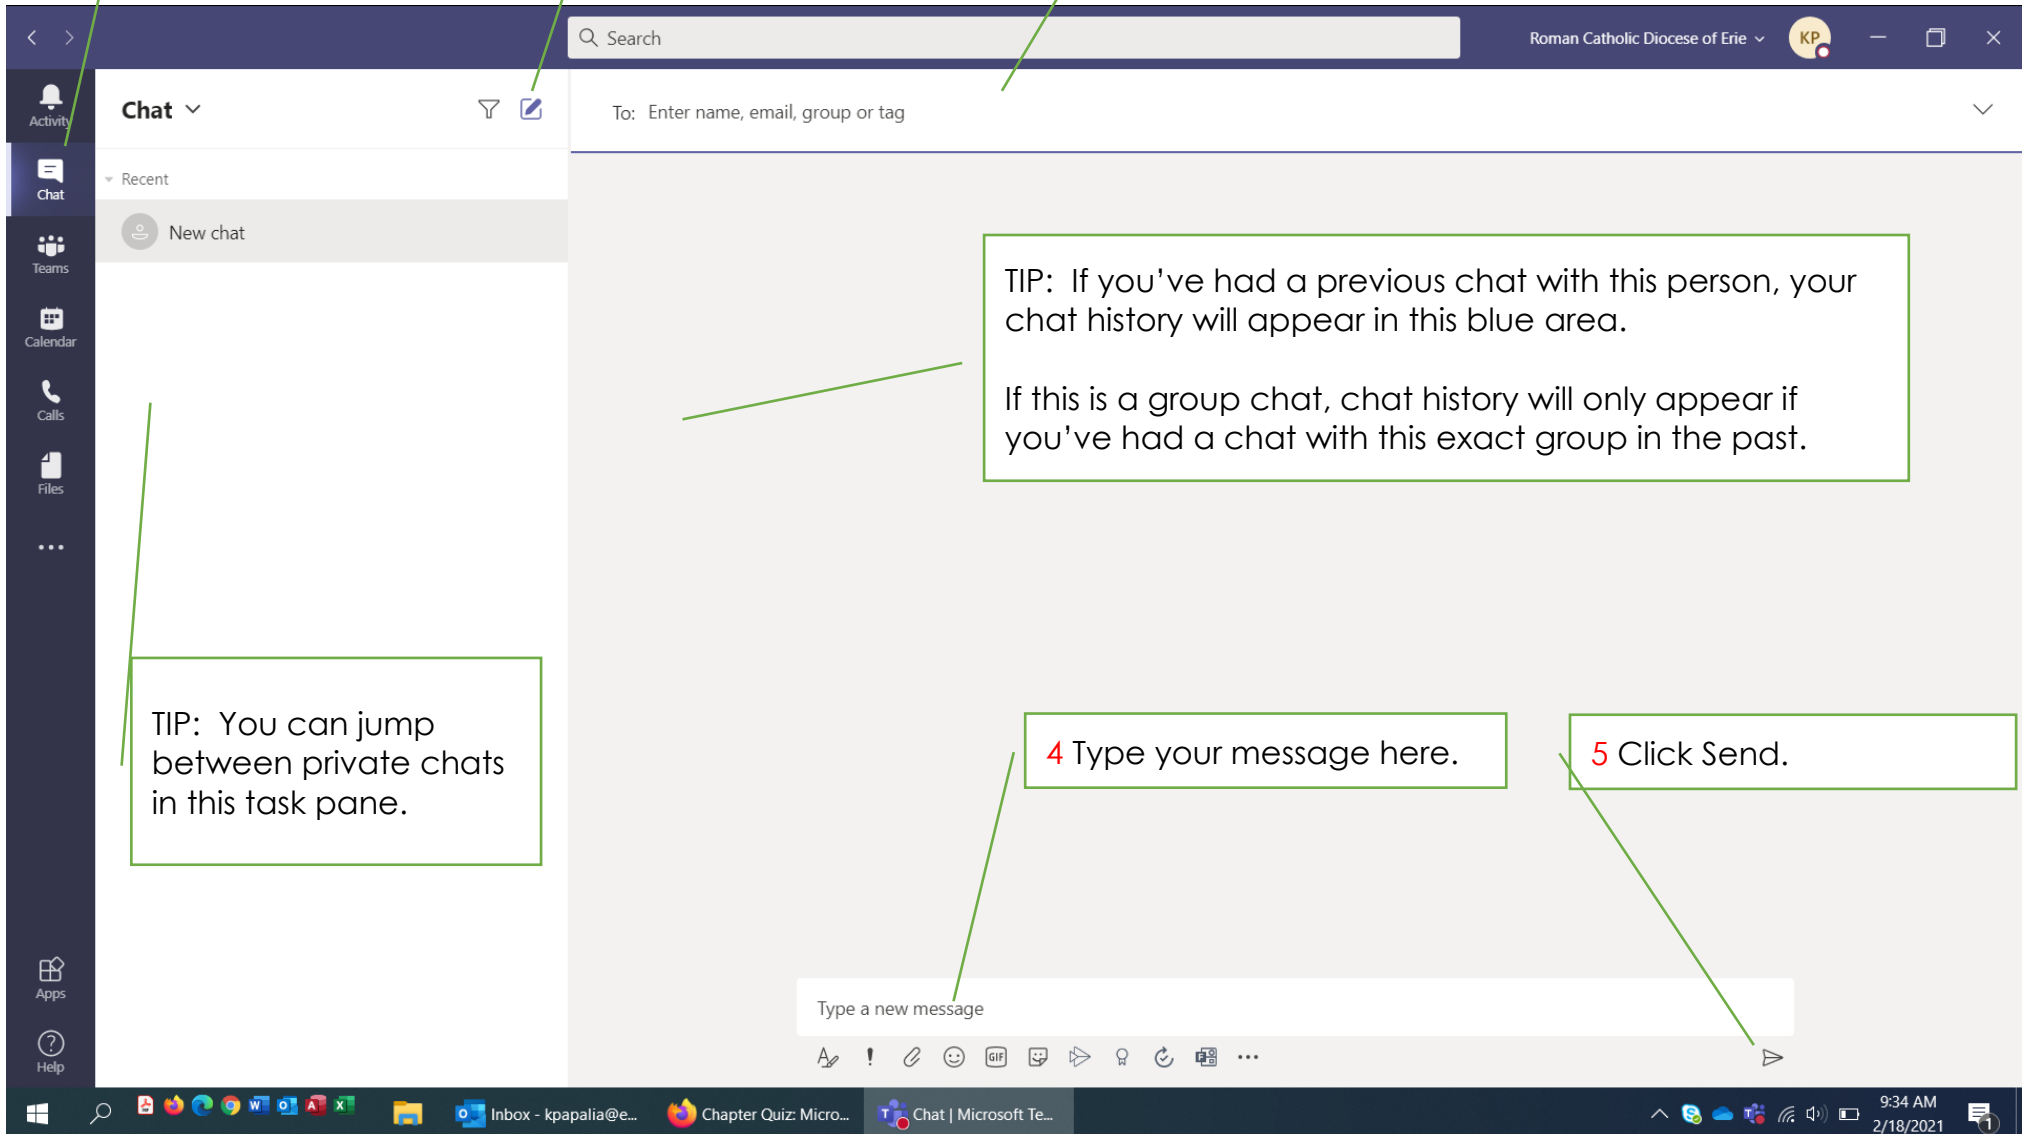 Search
Roman Catholic Diocese of Erie
KP
Activity
Chat
Teams
Calendar
Calls
Files
Apps
Help
Chat
Recent
New chat
To: Enter name, email, group or tag
TIP: If you've had a previous chat with this person, your
chat history will appear in this blue area.
If this is a group chat, chat history will only appear if
you've had a chat with this exact group in the past.
TIP: You can jump
between private chats
in this task pane.
4 Type your message here.
5 Click Send.
Type a new message
GIF
Inbox - kpapalia@e...
Chapter Quiz: Micro...
Chat | Microsoft Te...
9:34 AM
2/18/2021
1